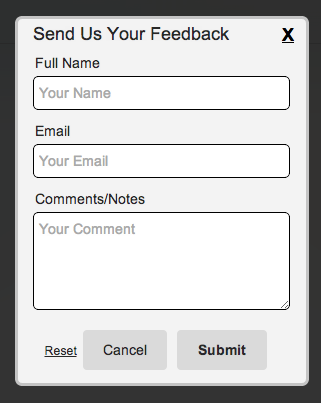 Send Us Your Feedback X
Full Name
Your Name
Email
Your Email
Comments/Notes
Your Comment
Reset Cancel Submit